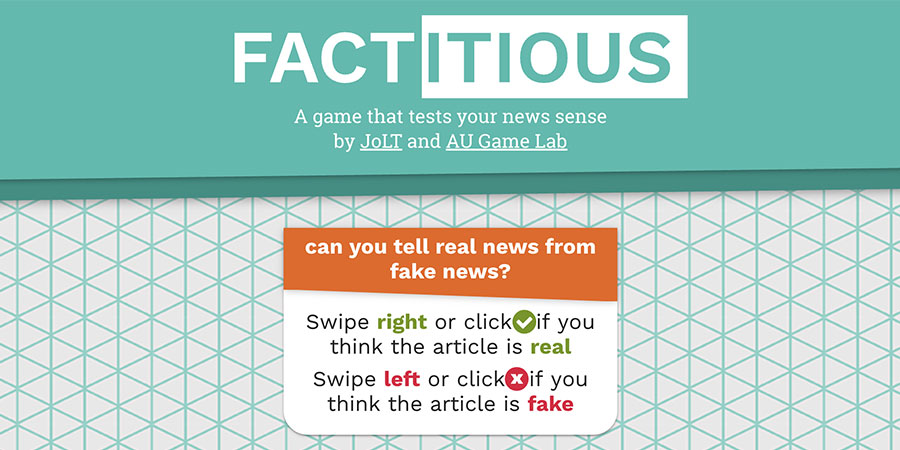 FACTITIOUS
A game that tests your news sense
by JoLT and AU Game Lab
can you tell real news from
fake news?
Swipe right or click if you
think the article is real
Swipe left or click if you
think the article is fake